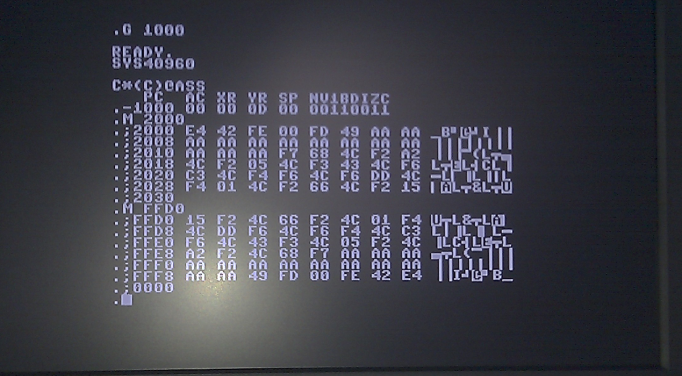 .G 1000
READY.
SYS40960
C*(C)@ASS
PC AC XR YR SP NV1BDIZC
.-1000 00 00 0D 00 00110011
.M 2000
.;2000 E4 42 FE 00 FD 49 AA AA
.;2008 AA AA AA AA AA AA AA AA
.;2010 AA AA AA F7 68 4C F2 A2
.;2018 4C F2 05 4C F3 43 4C F6
.;2020 C3 4C F4 F6 4C F6 DD 4C
.;2028 F4 01 4C F2 66 4C F2 15
.;2030
.M FFD0
.;FFD0 15 F2 4C 66 F2 4C 01 F4
.;FFD8 4C DD F6 4C F6 F4 4C C3
.;FFE0 F6 4C 43 F3 4C 05 F2 4C
.;FFE8 A2 F2 4C 68 F7 AA AA AA
.;FFF0 AA AA AA AA AA AA AA AA
.;FFF8 AA AA 49 FD 00 FE 42 E4
.;0000
.